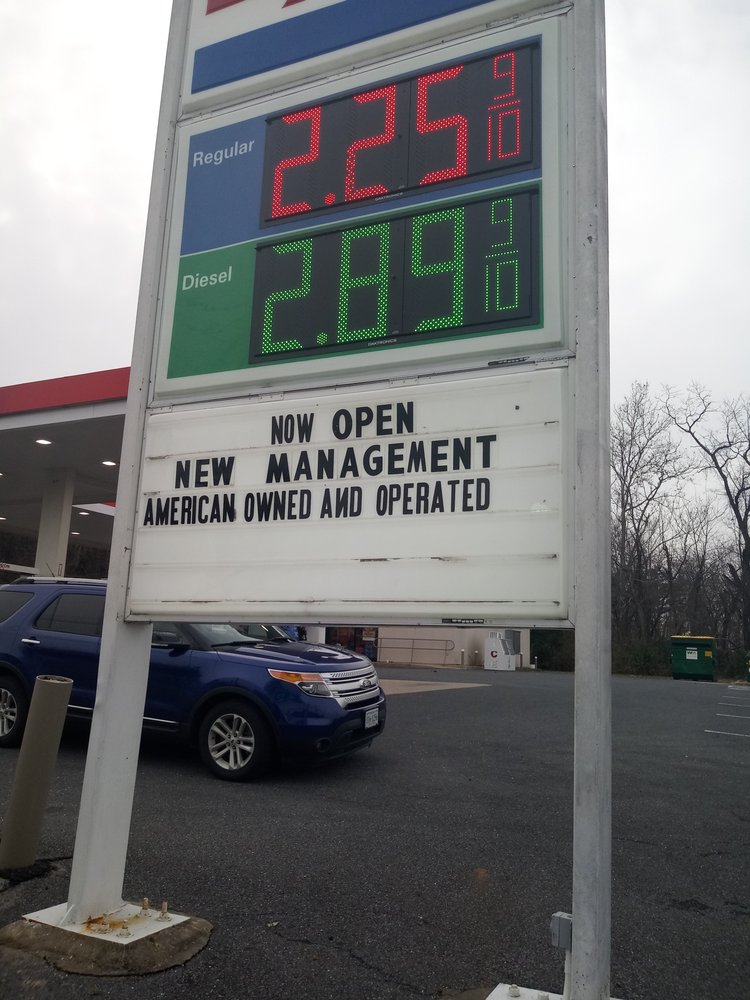 Regular 2.25 9/10
Diesel 2.89 9/10
NOW OPEN
NEW MANAGEMENT
AMERICAN OWNED AND OPERATED